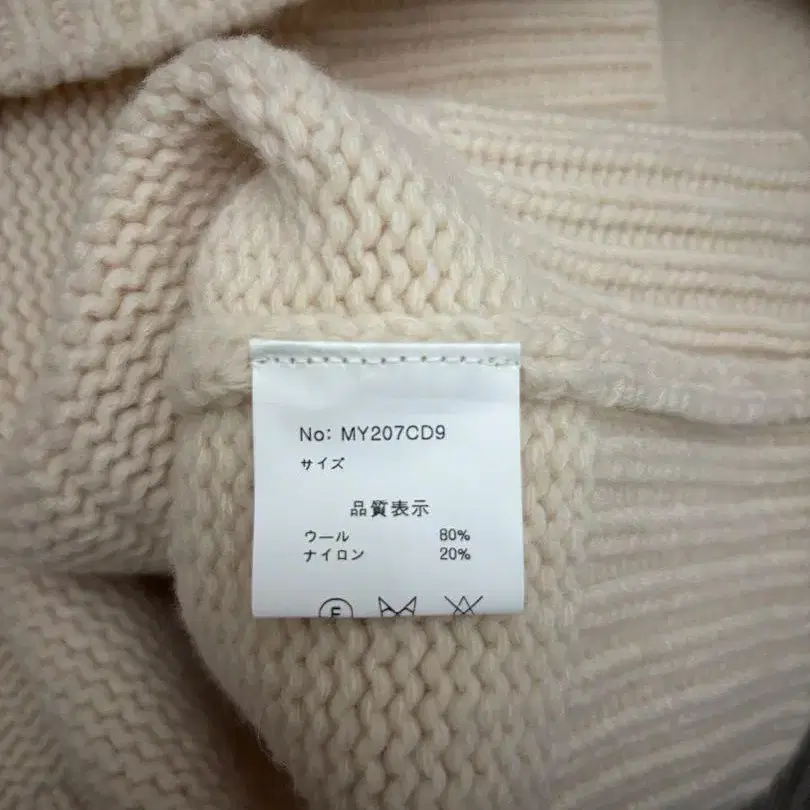 No: MY207CD9
サイズ
品質表示
ウール 80%
ナイロン 20%
F